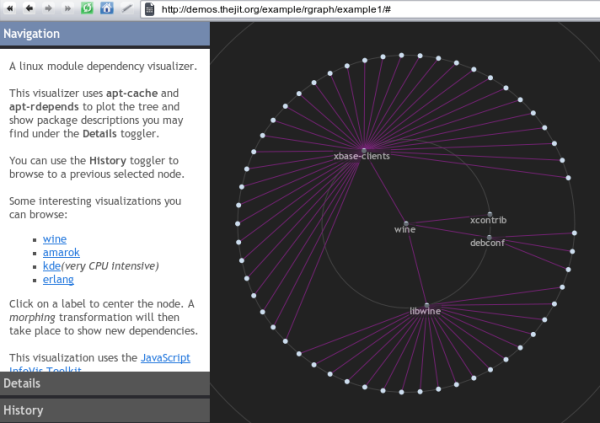 http://demos.thejit.org/example/rgraph/example1/#
Navigation
A linux module dependency visualizer.
This visualizer uses apt-cache and
apt-rdepends to plot the tree and
show package descriptions you may
find under the Details toggler.
You can use the History toggler to
browse to a previous selected node.
Some interesting visualizations you
can browse:
wine
amarok
kde(very CPU Intensive)
erlang
Click on a label to center the node. A
morphing transformation will then
take place to show new dependencies.
This visualization uses the JavaScript
InfoVis Toolkit
Details
History
xbase-clients
xcontrib
wine
debconf
libwine